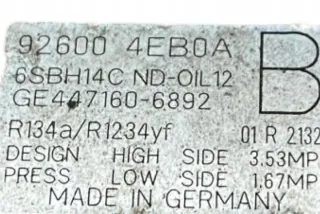 92600 4EB0A B
6SBH14C ND-OIL12
GE447160-6892
R134a/R1234yf 01 R 2132
DESIGN HIGH SIDE 3.53MP
PRESS LOW SIDE 1.67MP
MADE IN GERMANY